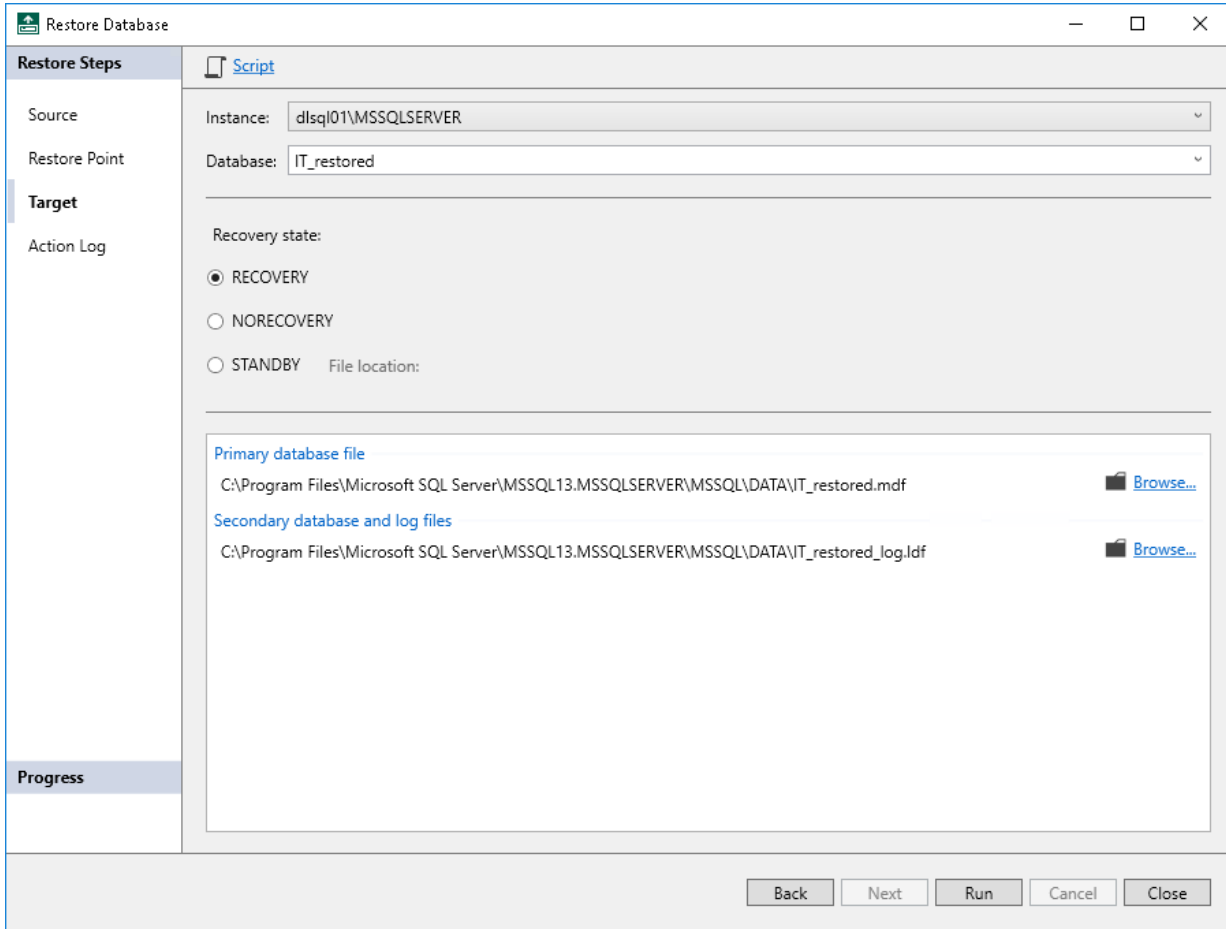 Restore Database
Restore Steps
Script
Source
Restore Point
Target
Action Log
Instance: dlsql01\MSSQLSERVER
Database: IT_restored
Recovery state:
RECOVERY
NORECOVERY
STANDBY File location:
Primary database file
C:\Program Files\Microsoft SQL Server\MSSQL13.MSSQLSERVER\MSSQL\DATA\IT_restored.mdf Browse...
Secondary database and log files
C:\Program Files\Microsoft SQL Server\MSSQL13.MSSQLSERVER\MSSQL\DATA\IT_restored_log.ldf Browse...
Progress
Back Next Run Cancel Close